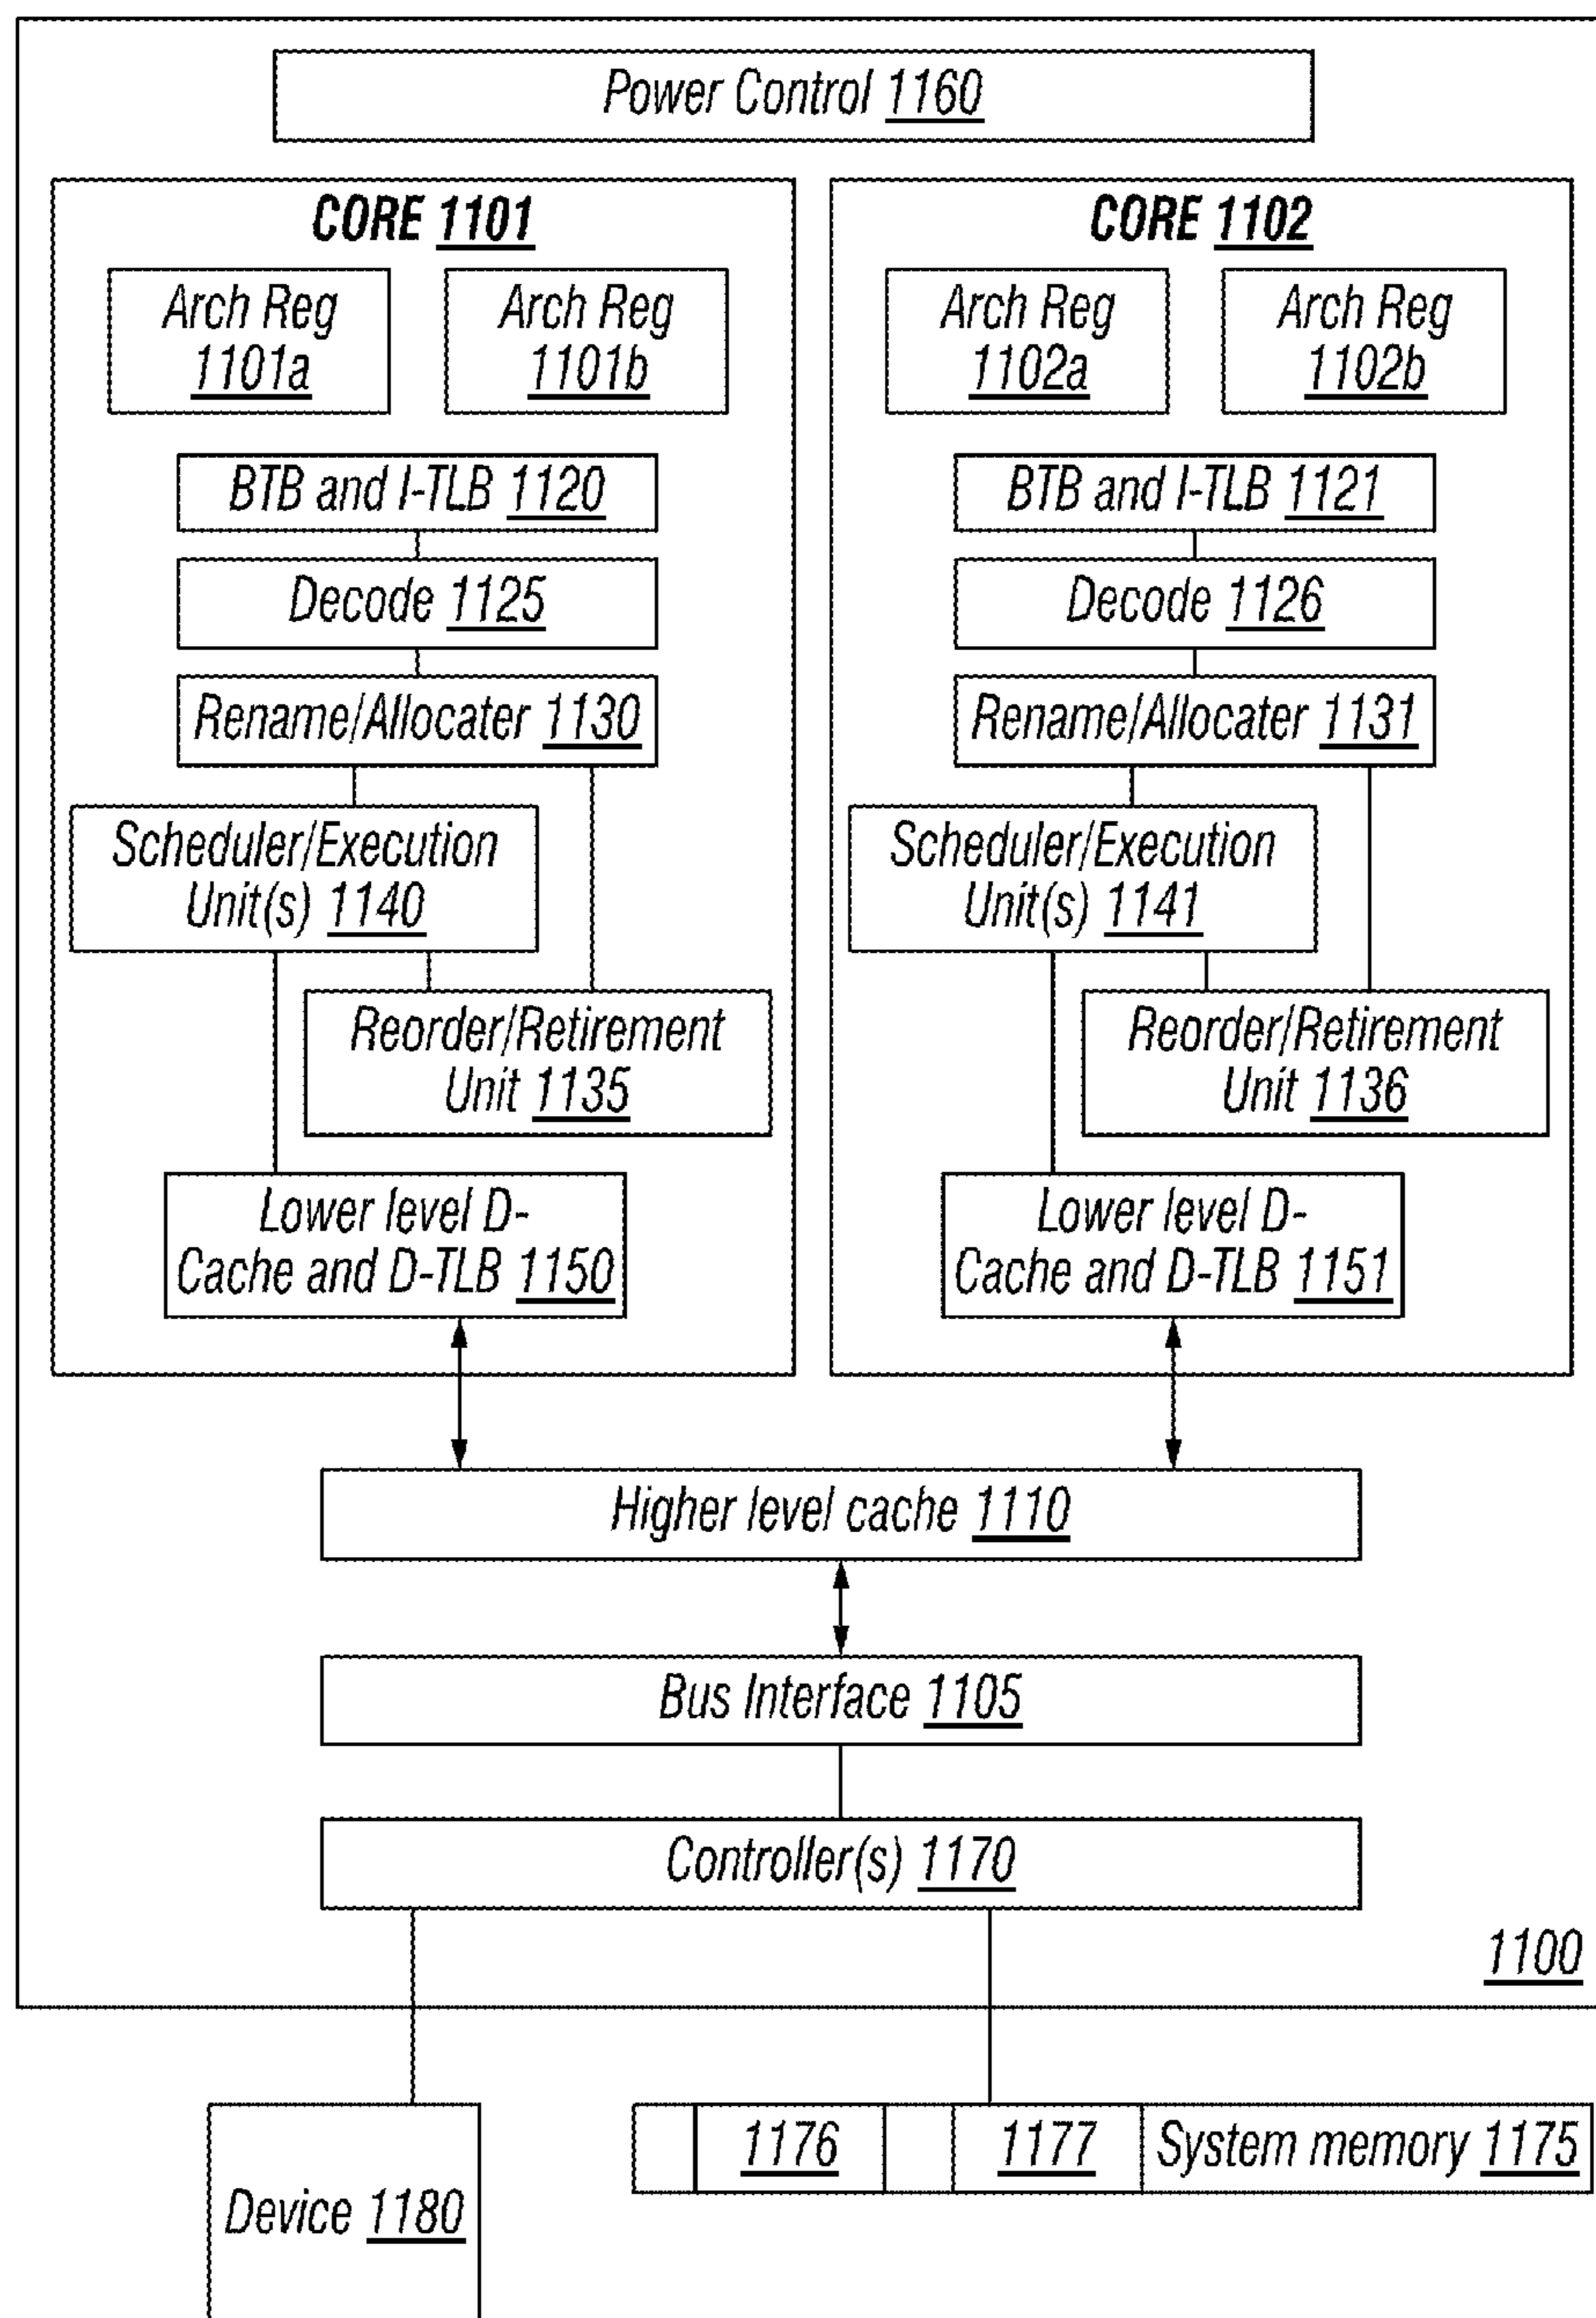 Power Control 1160
CORE 1101
Arch Reg
1101a
Arch Reg
1101b
BTB and I-TLB 1120
Decode 1125
Rename/Allocater 1130
Scheduler/Execution
Unit(s) 1140
Reorder/Retirement
Unit 1135
Lower level D-
Cache and D-TLB 1150
CORE 1102
Arch Reg
1102a
Arch Reg
1102b
BTB and I-TLB 1121
Decode 1126
Rename/Allocater 1131
Scheduler/Execution
Unit(s) 1141
Reorder/Retirement
Unit 1136
Lower level D-
Cache and D-TLB 1151
Higher level cache 1110
Bus Interface 1105
Controller(s) 1170
1100
Device 1180
1176
1177
System memory 1175